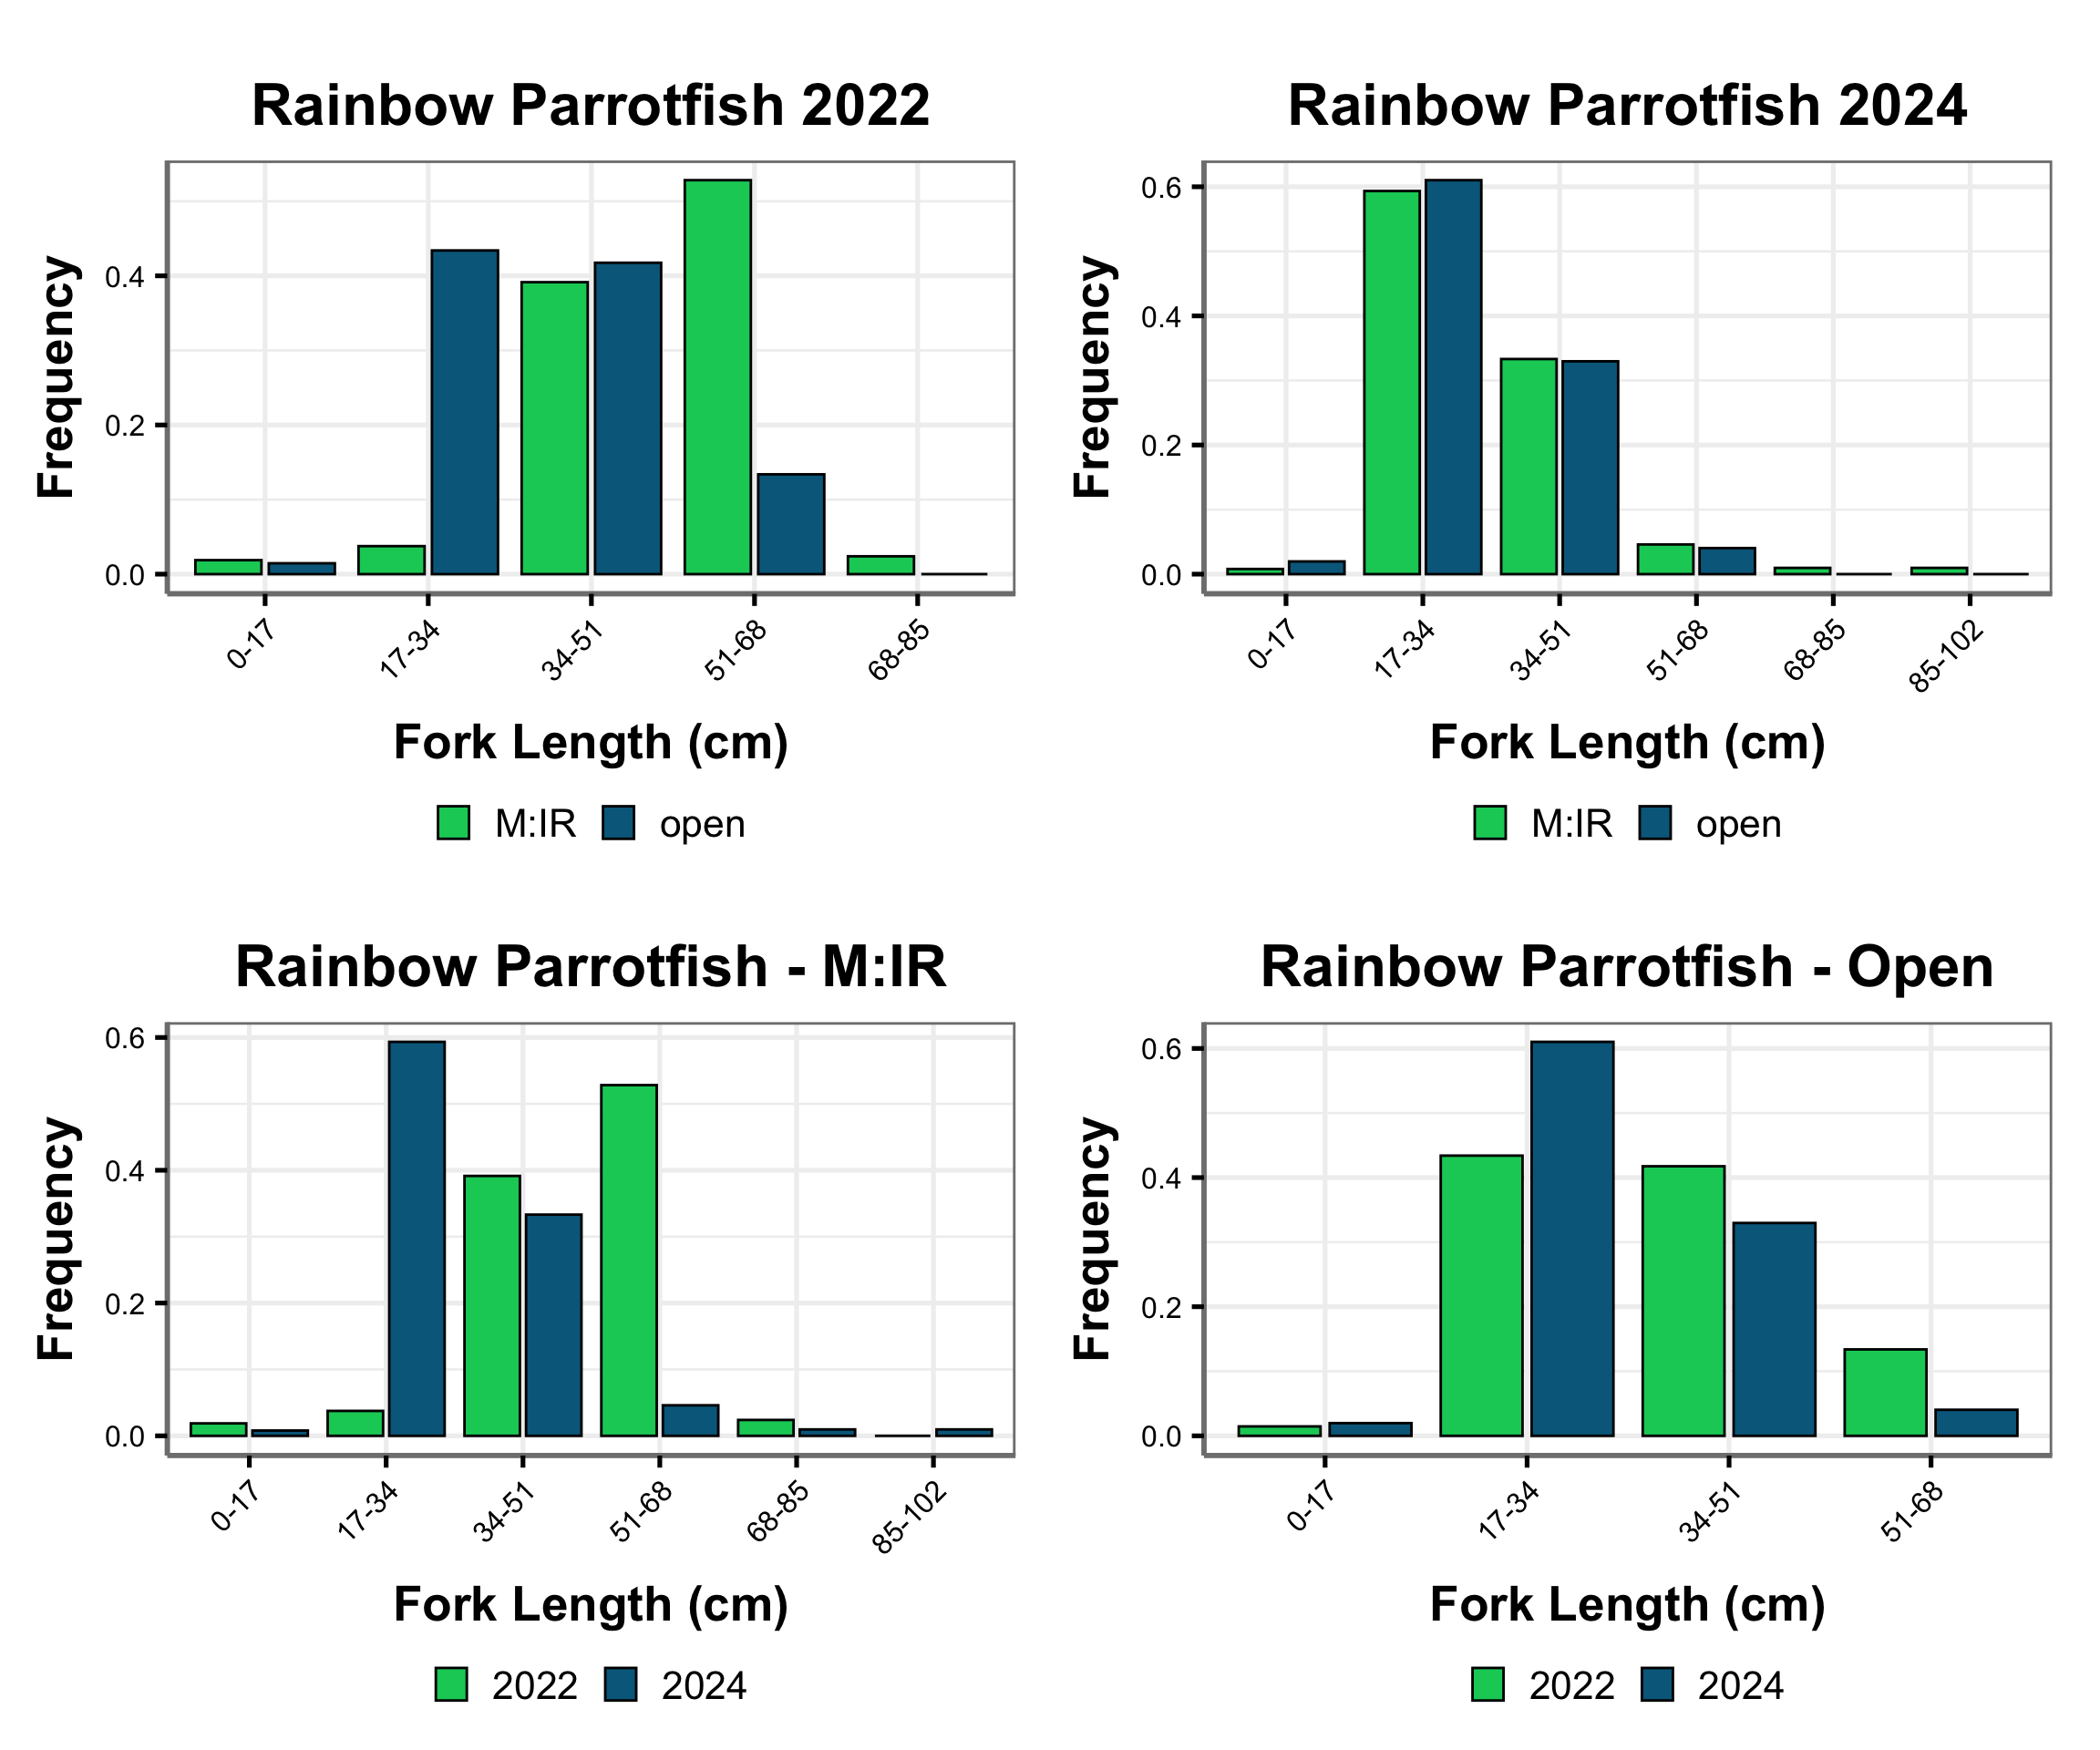 Rainbow Parrotfish 2022
Frequency
0.4
0.2
0.0
0-17
17-34
34-51
51-68
68-85
Fork Length (cm)
M:IR
open
Rainbow Parrotfish 2024
Frequency
0.6
0.4
0.2
0.0
0-17
17-34
34-51
51-68
68-85
85-102
Fork Length (cm)
M:IR
open
Rainbow Parrotfish - M:IR
Frequency
0.6
0.4
0.2
0.0
0-17
17-34
34-51
51-68
68-85
85-102
Fork Length (cm)
2022
2024
Rainbow Parrotfish - Open
Frequency
0.6
0.4
0.2
0.0
0-17
17-34
34-51
51-68
Fork Length (cm)
2022
2024